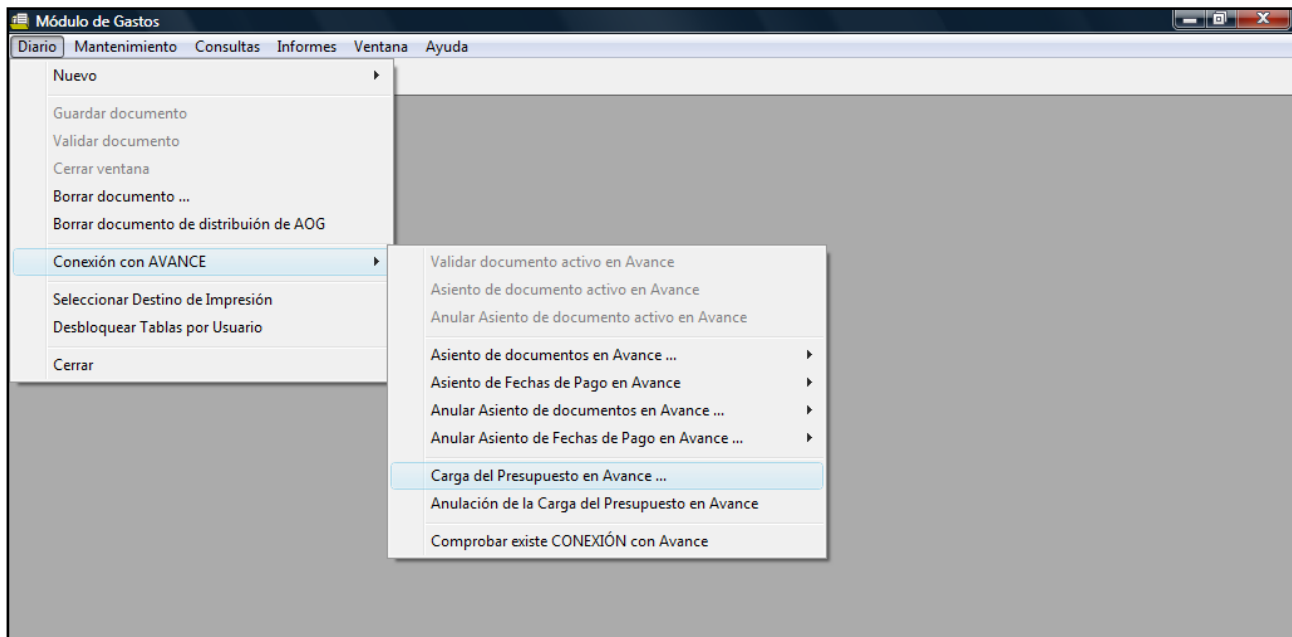 Módulo de Gastos
Diario Mantenimiento Consultas Informes Ventana Ayuda
Nuevo
Guardar documento
Validar documento
Cerrar ventana
Borrar documento ...
Borrar documento de distribuión de AOG
Conexión con AVANCE
Seleccionar Destino de Impresión
Desbloquear Tablas por Usuario
Cerrar
Validar documento activo en Avance
Asiento de documento activo en Avance
Anular Asiento de documento activo en Avance
Asiento de documentos en Avance ...
Asiento de Fechas de Pago en Avance
Anular Asiento de documentos en Avance ...
Anular Asiento de Fechas de Pago en Avance ...
Carga del Presupuesto en Avance ...
Anulación de la Carga del Presupuesto en Avance
Comprobar existe CONEXIÓN con Avance